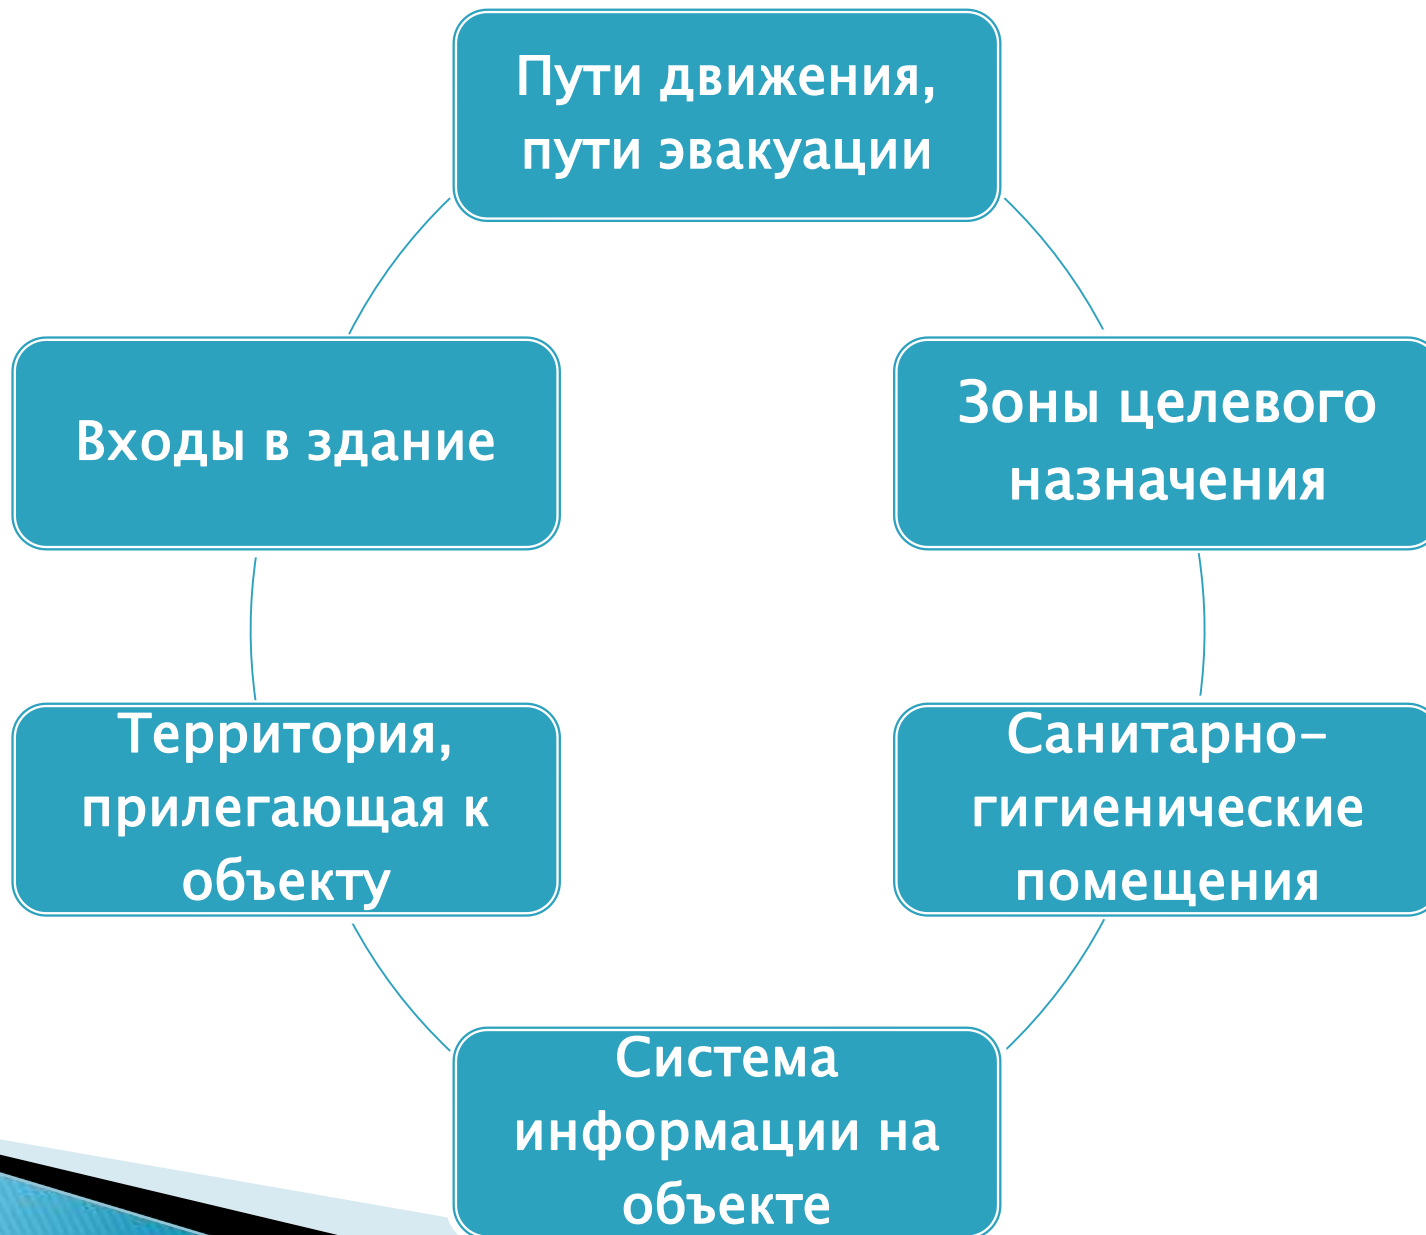 Пути движения,
пути эвакуации
Входы в здание
Зоны целевого
назначения
Территория,
прилегающая к
объекту
Санитарно-
гигиенические
помещения
Система
информации на
объекте